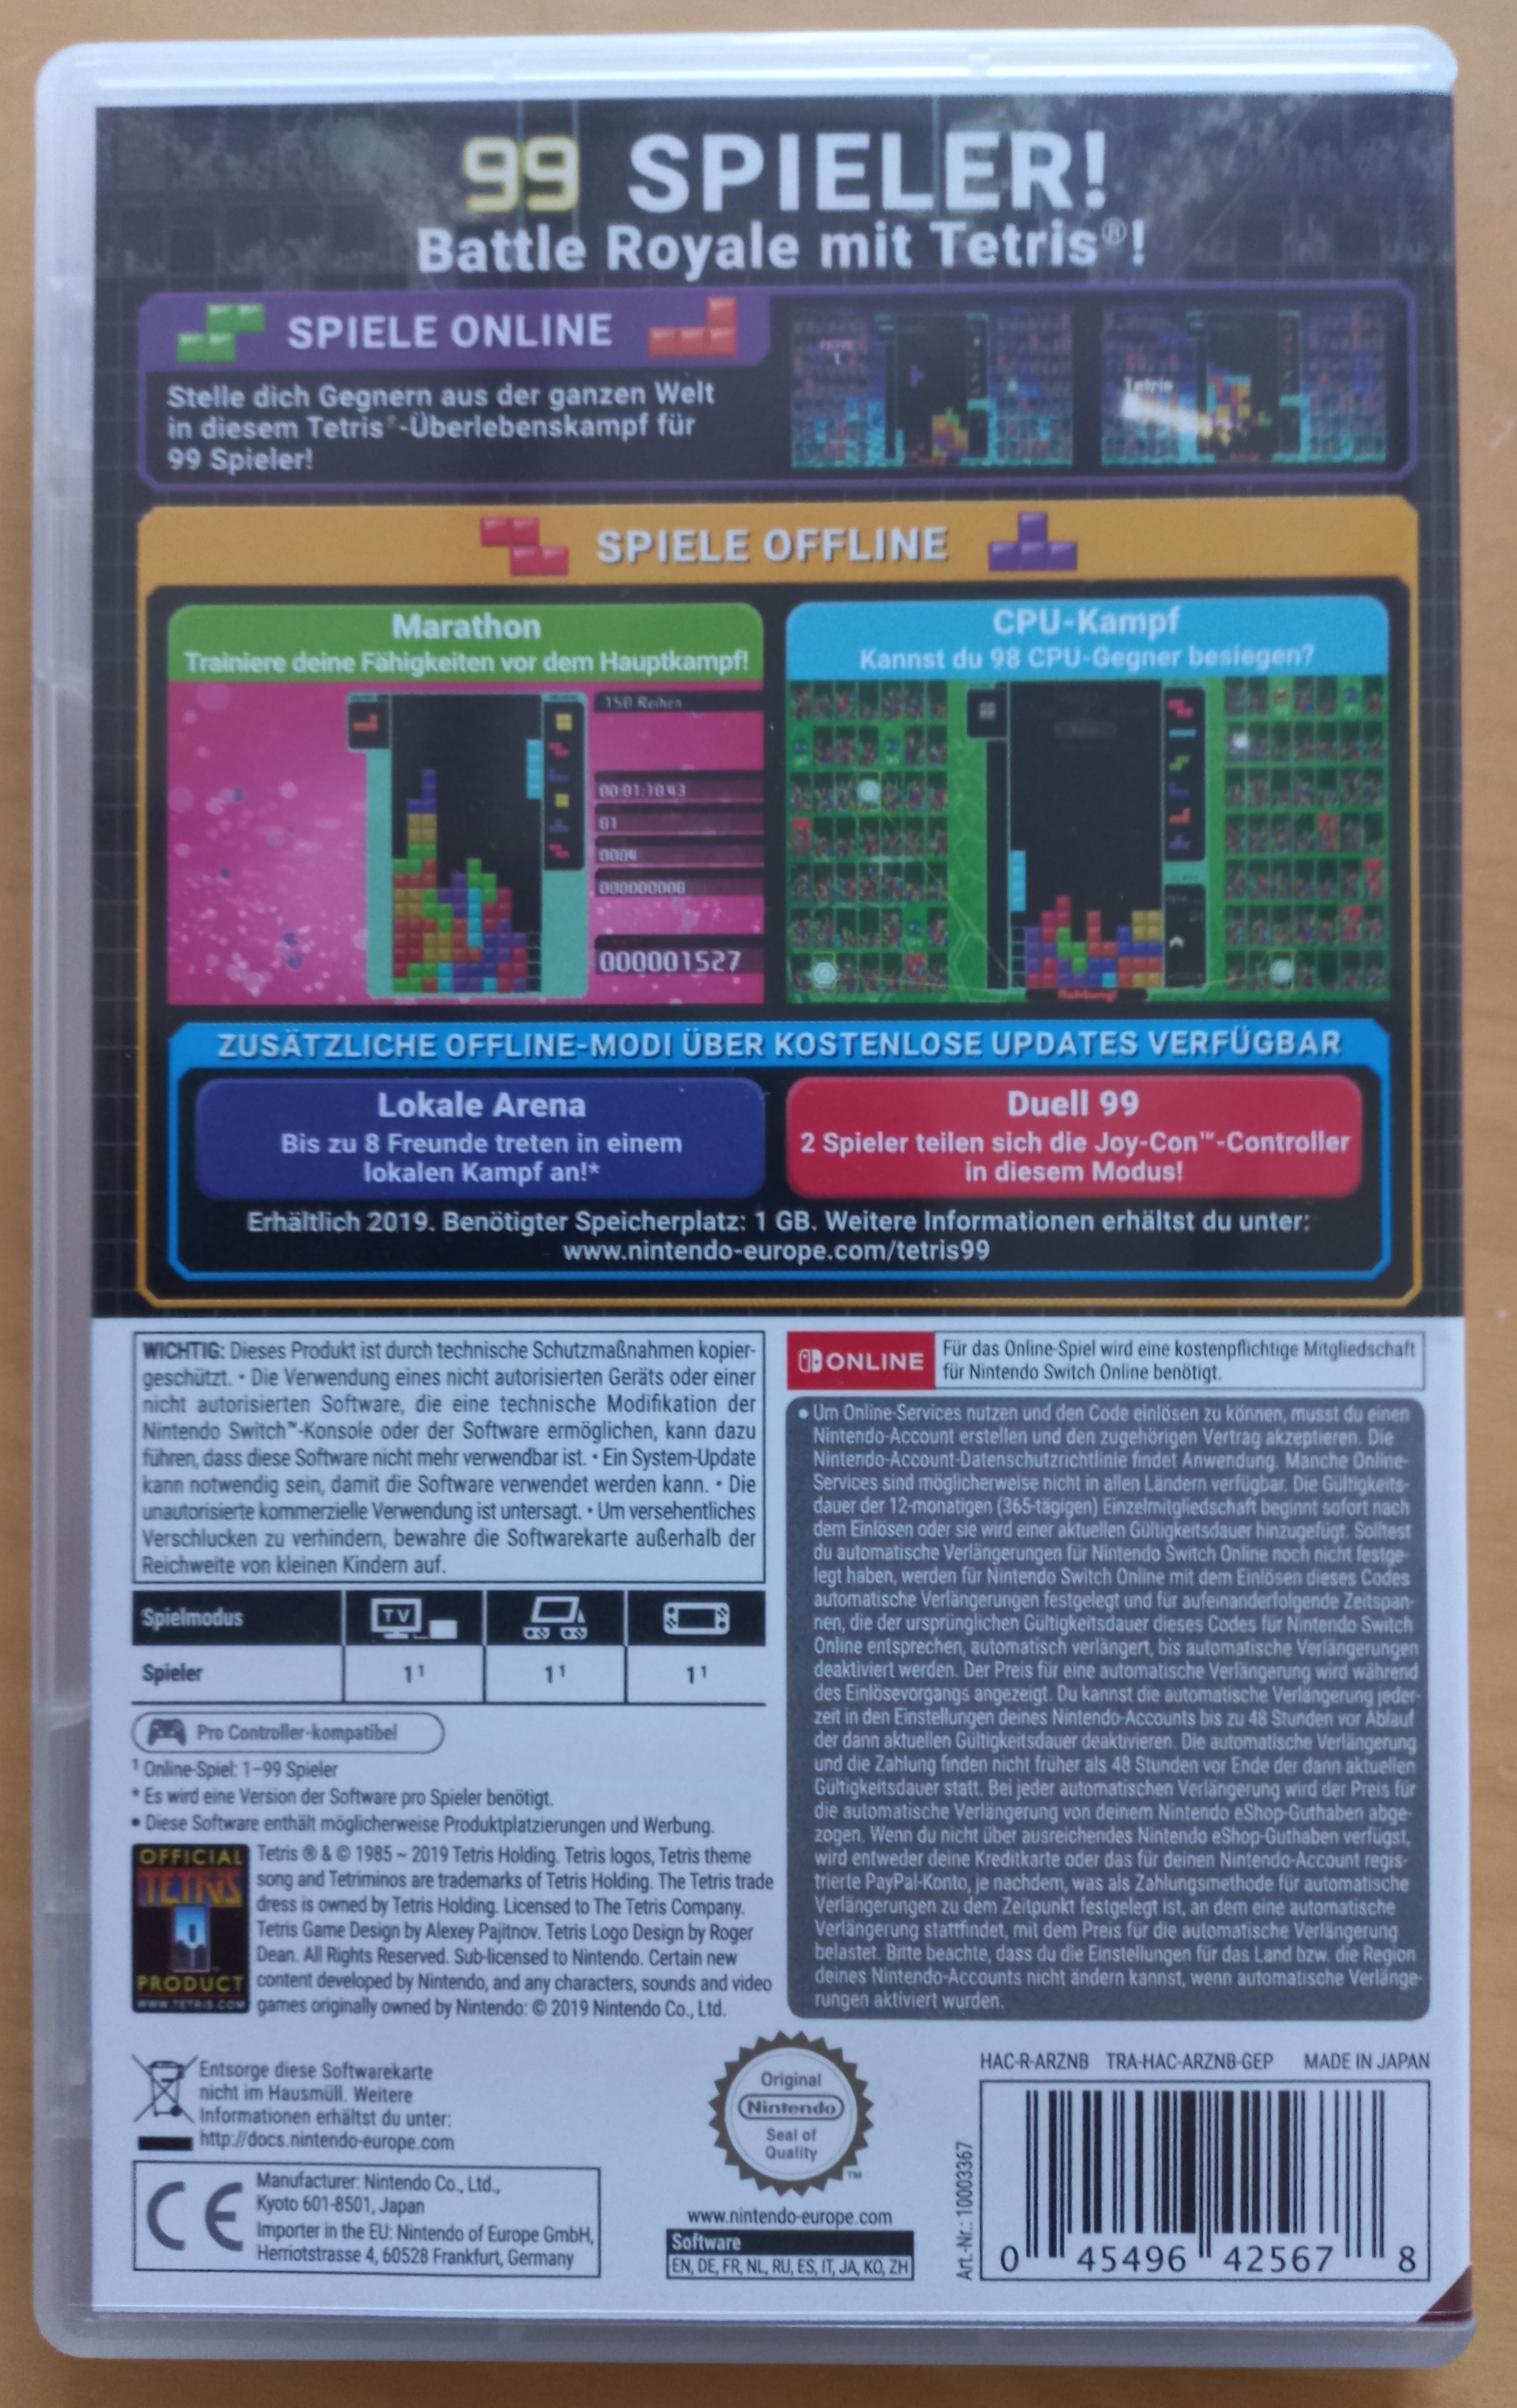 99 SPIELER!
Battle Royale mit Tetris®!
SPIELE ONLINE
Stelle dich Gegnern aus der ganzen Welt
in diesem Tetris®-Überlebenskampf für
99 Spieler!
Tetris
SPIELE OFFLINE
Marathon
Trainiere deine Fähigkeiten vor dem Hauptkampf!
150 Reihen
00:01:10.43
01
0004
000000000
000001527
CPU-Kampf
Kannst du 98 CPU-Gegner besiegen?
Achtung!
ZUSÄTZLICHE OFFLINE-MODI ÜBER KOSTENLOSE UPDATES VERFÜGBAR
Lokale Arena
Bis zu 8 Freunde treten in einem
lokalen Kampf an!*
Duell 99
2 Spieler teilen sich die Joy-Con™-Controller
in diesem Modus!
Erhältlich 2019. Benötigter Speicherplatz: 1 GB. Weitere Informationen erhältst du unter:
www.nintendo-europe.com/tetris99
WICHTIG: Dieses Produkt ist durch technische Schutzmaßnahmen kopier-
geschützt. • Die Verwendung eines nicht autorisierten Geräts oder einer
nicht autorisierten Software, die eine technische Modifikation der
Nintendo Switch™-Konsole oder der Software ermöglichen, kann dazu
führen, dass diese Software nicht mehr verwendbar ist. • Ein System-Update
kann notwendig sein, damit die Software verwendet werden kann. • Die
unautorisierte kommerzielle Verwendung ist untersagt. • Um versehentliches
Verschlucken zu verhindern, bewahre die Softwarekarte außerhalb der
Reichweite von kleinen Kindern auf.
Spielmodus TV
Spieler 1¹ 1¹ 1¹
Pro Controller-kompatibel
¹ Online-Spiel: 1–99 Spieler
* Es wird eine Version der Software pro Spieler benötigt.
• Diese Software enthält möglicherweise Produktplatzierungen und Werbung.
OFFICIAL
TETRIS
PRODUCT
WWW.TETRIS.COM
Tetris ® & © 1985 ~ 2019 Tetris Holding. Tetris logos, Tetris theme
song and Tetriminos are trademarks of Tetris Holding. The Tetris trade
dress is owned by Tetris Holding. Licensed to The Tetris Company.
Tetris Game Design by Alexey Pajitnov. Tetris Logo Design by Roger
Dean. All Rights Reserved. Sub-licensed to Nintendo. Certain new
content developed by Nintendo, and any characters, sounds and video
games originally owned by Nintendo: © 2019 Nintendo Co., Ltd.
ONLINE
Für das Online-Spiel wird eine kostenpflichtige Mitgliedschaft
für Nintendo Switch Online benötigt.
• Um Online-Services nutzen und den Code einlösen zu können, musst du einen
Nintendo-Account erstellen und den zugehörigen Vertrag akzeptieren. Die
Nintendo-Account-Datenschutzrichtlinie findet Anwendung. Manche Online-
Services sind möglicherweise nicht in allen Ländern verfügbar. Die Gültigkeits-
dauer der 12-monatigen (365-tägigen) Einzelmitgliedschaft beginnt sofort nach
dem Einlösen oder sie wird einer aktuellen Gültigkeitsdauer hinzugefügt. Solltest
du automatische Verlängerungen für Nintendo Switch Online noch nicht festge-
legt haben, werden für Nintendo Switch Online mit dem Einlösen dieses Codes
automatische Verlängerungen festgelegt und für aufeinanderfolgende Zeitspan-
nen, die der ursprünglichen Gültigkeitsdauer dieses Codes für Nintendo Switch
Online entsprechen, automatisch verlängert, bis automatische Verlängerungen
deaktiviert werden. Der Preis für eine automatische Verlängerung wird während
des Einlösevorgangs angezeigt. Du kannst die automatische Verlängerung jeder-
zeit in den Einstellungen deines Nintendo-Accounts bis zu 48 Stunden vor Ablauf
der dann aktuellen Gültigkeitsdauer deaktivieren. Die automatische Verlängerung
und die Zahlung finden nicht früher als 48 Stunden vor Ende der dann aktuellen
Gültigkeitsdauer statt. Bei jeder automatischen Verlängerung wird der Preis für
die automatische Verlängerung von deinem Nintendo eShop-Guthaben abge-
zogen. Wenn du nicht über ausreichendes Nintendo eShop-Guthaben verfügst,
wird entweder deine Kreditkarte oder das für deinen Nintendo-Account regis-
trierte PayPal-Konto, je nachdem, was als Zahlungsmethode für automatische
Verlängerungen zu dem Zeitpunkt festgelegt ist, an dem eine automatische
Verlängerung stattfindet, mit dem Preis für die automatische Verlängerung
belastet. Bitte beachte, dass du die Einstellungen für das Land bzw. die Region
deines Nintendo-Accounts nicht ändern kannst, wenn automatische Verlänge-
rungen aktiviert wurden.
Entsorge diese Softwarekarte
nicht im Hausmüll. Weitere
Informationen erhältst du unter:
http://docs.nintendo-europe.com
CE
Manufacturer: Nintendo Co., Ltd.,
Kyoto 601-8501, Japan
Importer in the EU: Nintendo of Europe GmbH,
Herriotstrasse 4, 60528 Frankfurt, Germany
Original
Nintendo
Seal of
Quality
™
www.nintendo-europe.com
Software
EN, DE, FR, NL, RU, ES, IT, JA, KO, ZH
HAC-R-ARZNB TRA-HAC-ARZNB-GEP MADE IN JAPAN
Art.-Nr.: 10003367
0 45496 42567 8